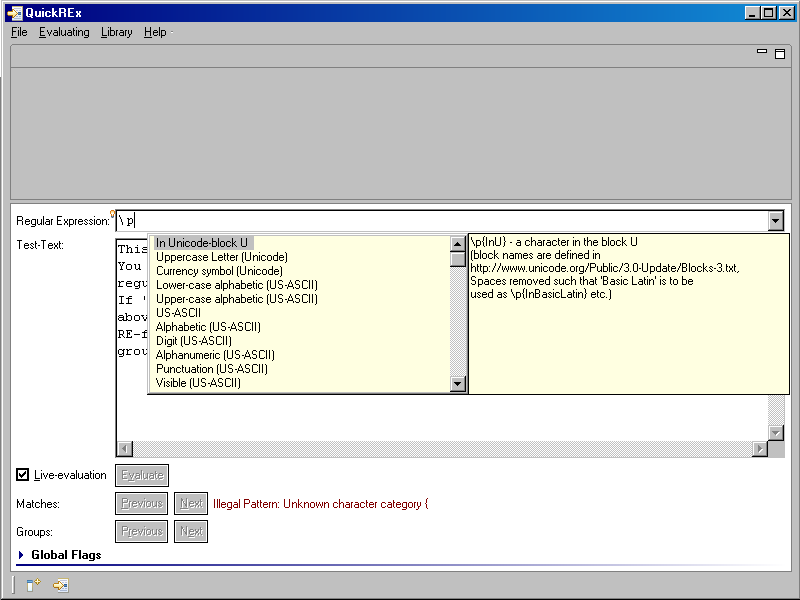 QuickREx
File Evaluating Library Help
Regular Expression: \p
Test-Text:
This
You
regu
If '
abov
RE-f
grou
In Unicode-block U
Uppercase Letter (Unicode)
Currency symbol (Unicode)
Lower-case alphabetic (US-ASCII)
Upper-case alphabetic (US-ASCII)
US-ASCII
Alphabetic (US-ASCII)
Digit (US-ASCII)
Alphanumeric (US-ASCII)
Punctuation (US-ASCII)
Visible (US-ASCII)
\p{InU} - a character in the block U
(block names are defined in
http://www.unicode.org/Public/3.0-Update/Blocks-3.txt,
Spaces removed such that 'Basic Latin' is to be
used as \p{InBasicLatin} etc.)
Live-evaluation Evaluate
Matches: Previous Next Illegal Pattern: Unknown character category {
Groups: Previous Next
Global Flags